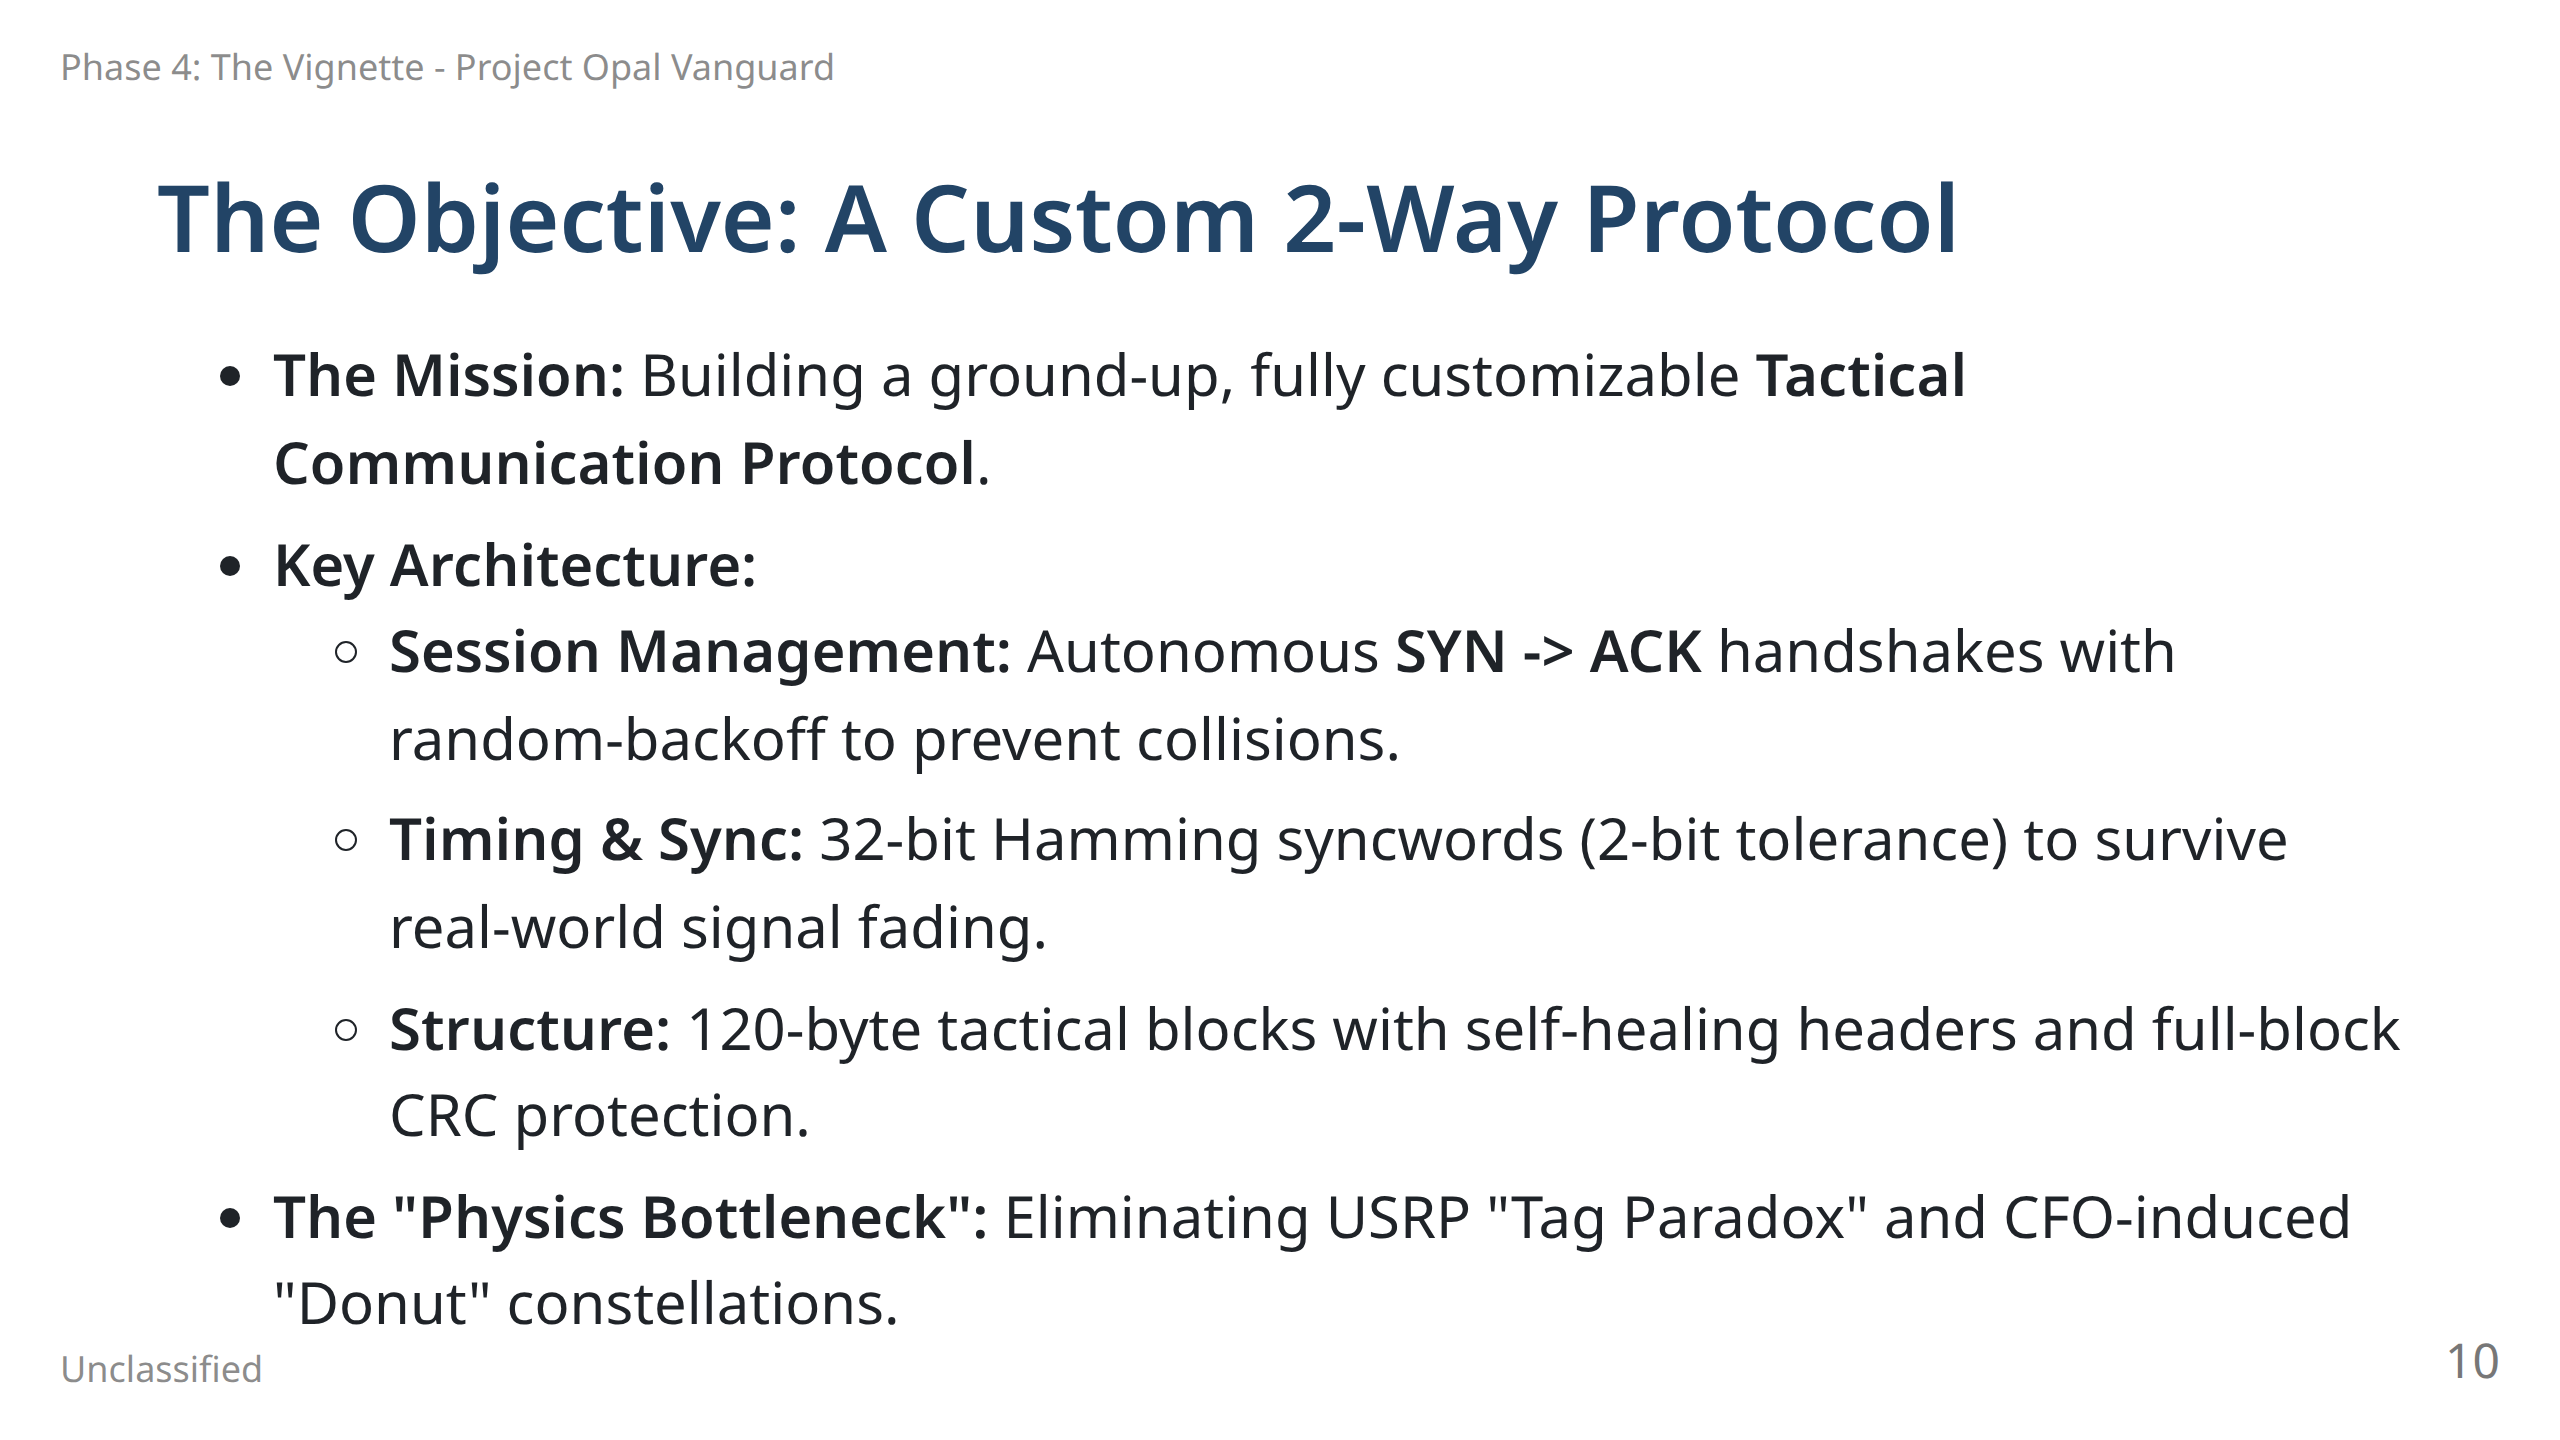 Phase 4: The Vignette - Project Opal Vanguard
The Objective: A Custom 2-Way Protocol
• The Mission: Building a ground-up, fully customizable Tactical
Communication Protocol.
• Key Architecture:
○ Session Management: Autonomous SYN -> ACK handshakes with
random-backoff to prevent collisions.
○ Timing & Sync: 32-bit Hamming syncwords (2-bit tolerance) to survive
real-world signal fading.
○ Structure: 120-byte tactical blocks with self-healing headers and full-block
CRC protection.
• The "Physics Bottleneck": Eliminating USRP "Tag Paradox" and CFO-induced
"Donut" constellations.
Unclassified
10